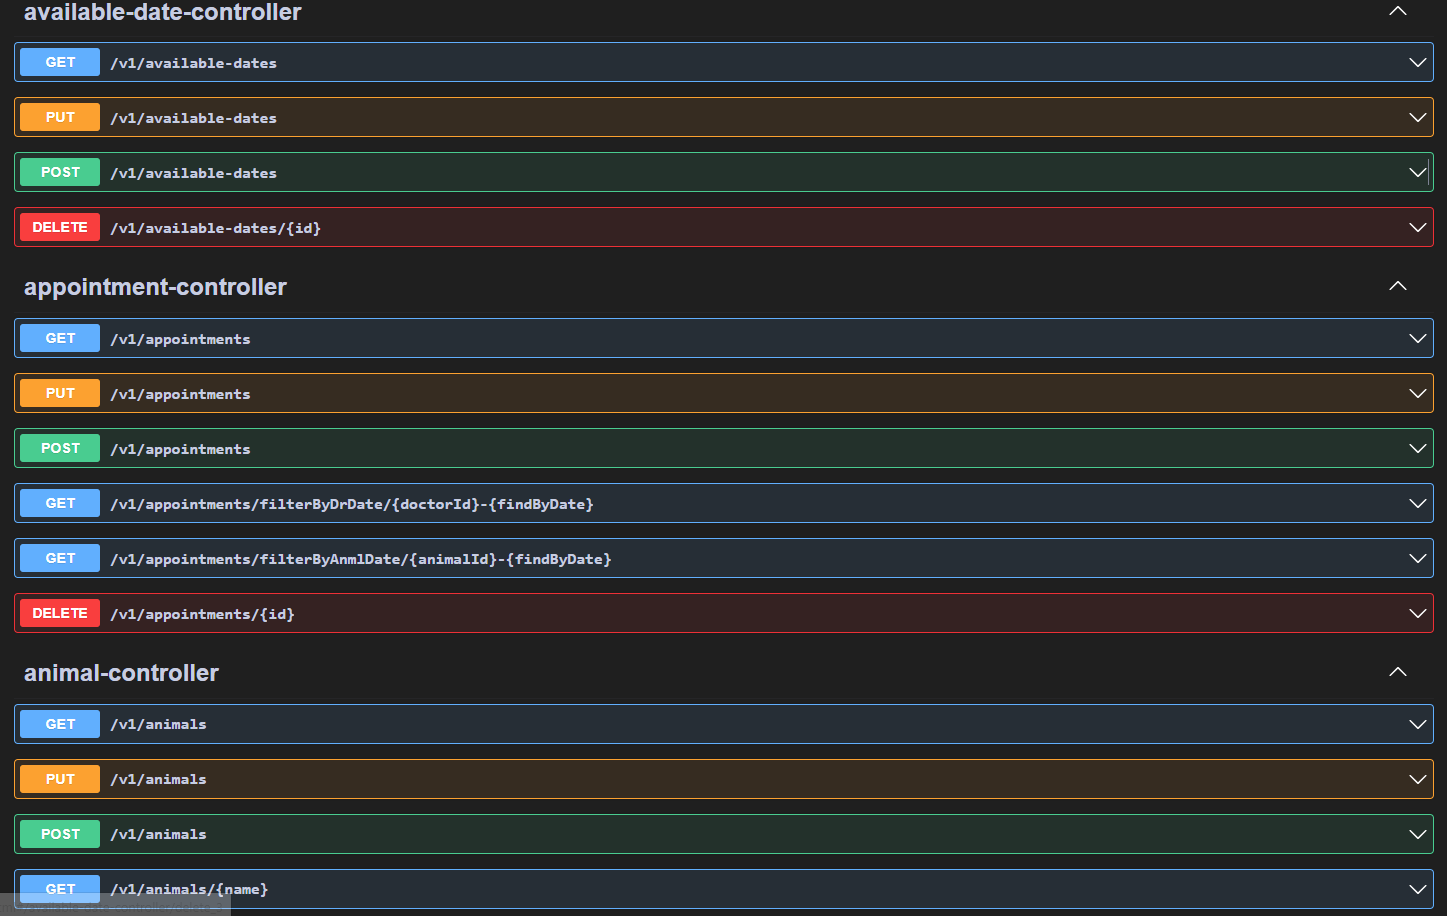 available-date-controller
GET /v1/available-dates
PUT /v1/available-dates
POST /v1/available-dates
DELETE /v1/available-dates/{id}
appointment-controller
GET /v1/appointments
PUT /v1/appointments
POST /v1/appointments
GET /v1/appointments/filterByDrDate/{doctorId}-{findByDate}
GET /v1/appointments/filterByAnmlDate/{animalId}-{findByDate}
DELETE /v1/appointments/{id}
animal-controller
GET /v1/animals
PUT /v1/animals
POST /v1/animals
GET /v1/animals/{name}